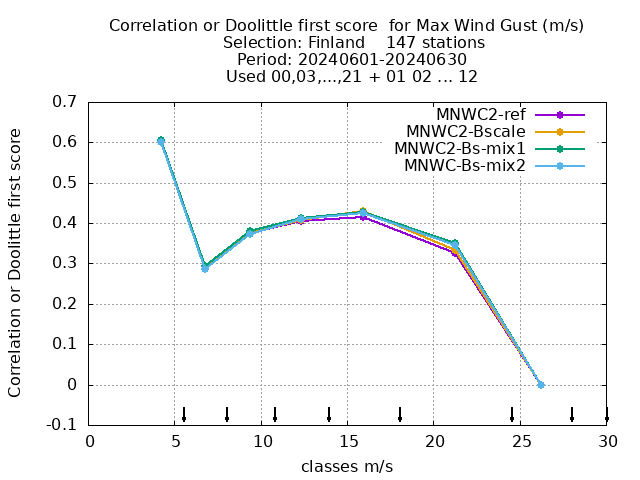 Correlation or Doolittle first score  for Max Wind Gust (m/s)
Selection: Finland    147 stations
Period: 20240601-20240630
Used 00,03,...,21 + 01 02 ... 12
MNWC2-ref
MNWC2-Bscale
MNWC2-Bs-mix1
MNWC-Bs-mix2
Correlation or Doolittle first score
0.7
0.6
0.5
0.4
0.3
0.2
0.1
0
-0.1
0 5 10 15 20 25 30
classes m/s